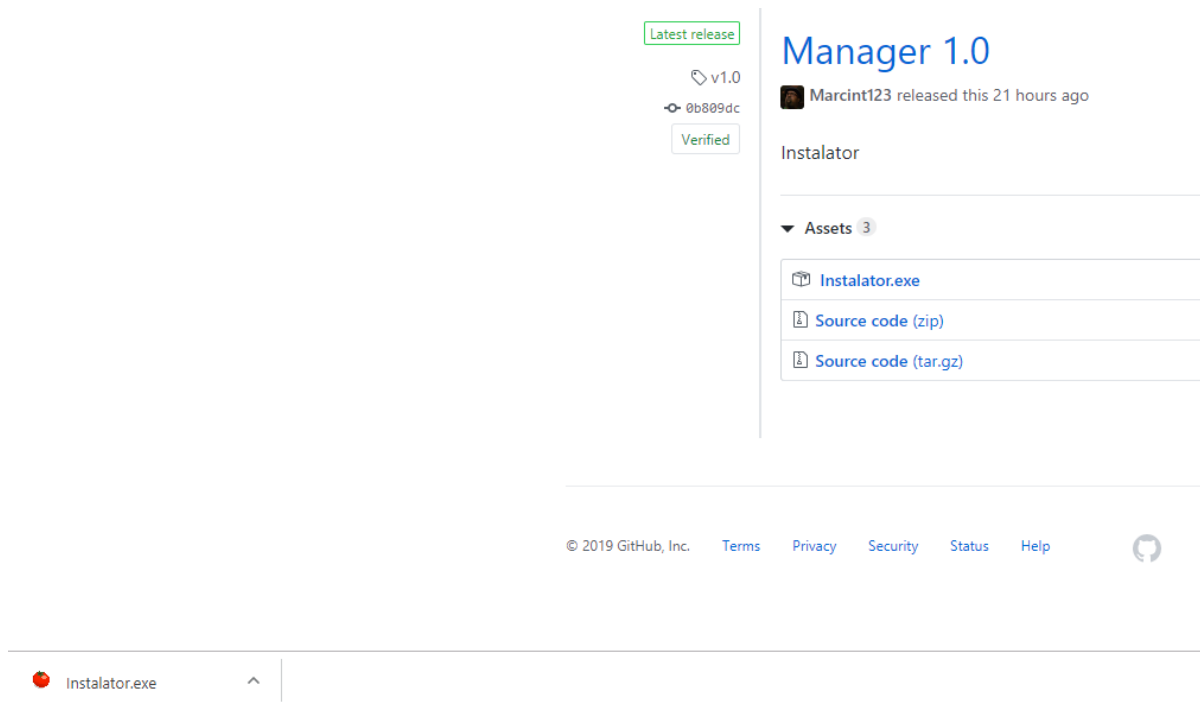 Latest release
v1.0
0b809dc
Verified
Manager 1.0
Marcint123 released this 21 hours ago
Instalator
Assets 3
Instalator.exe
Source code (zip)
Source code (tar.gz)
© 2019 GitHub, Inc. Terms Privacy Security Status Help
Instalator.exe